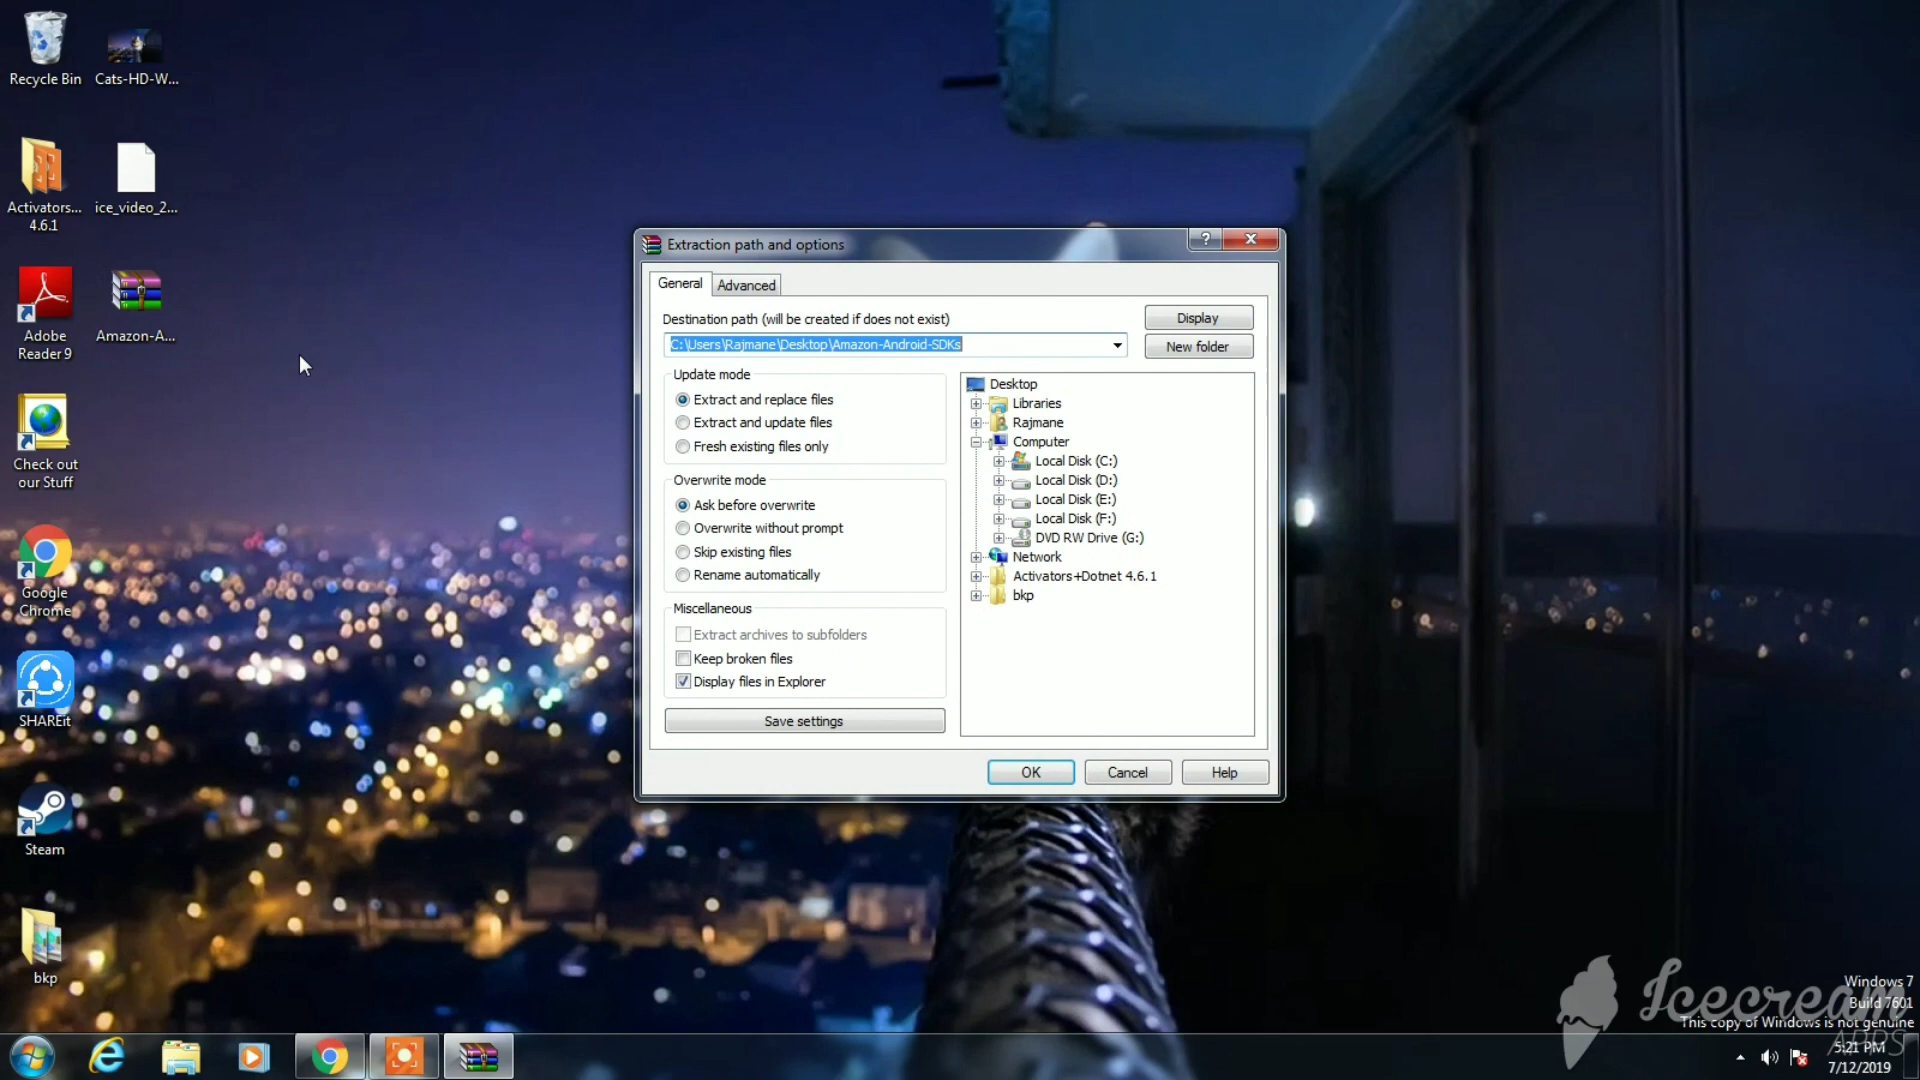 Recycle Bin
Cats-HD-W...
Activators...
4.6.1
ice_video_2...
Adobe
Reader 9
Amazon-A...
Check out
our Stuff
Google
Chrome
SHAREit
Steam
bkp
Extraction path and options
?
General
Advanced
Destination path (will be created if does not exist)
C:\Users\Rajmane\Desktop\Amazon-Android-SDKs
Display
New folder
Update mode
Extract and replace files
Extract and update files
Fresh existing files only
Overwrite mode
Ask before overwrite
Overwrite without prompt
Skip existing files
Rename automatically
Miscellaneous
Extract archives to subfolders
Keep broken files
Display files in Explorer
Save settings
Desktop
Libraries
Rajmane
Computer
Local Disk (C:)
Local Disk (D:)
Local Disk (E:)
Local Disk (F:)
DVD RW Drive (G:)
Network
Activators+Dotnet 4.6.1
bkp
OK
Cancel
Help
Icecream
APPS
Windows 7
Build 7601
This copy of Windows is not genuine
5:21 PM
7/12/2019